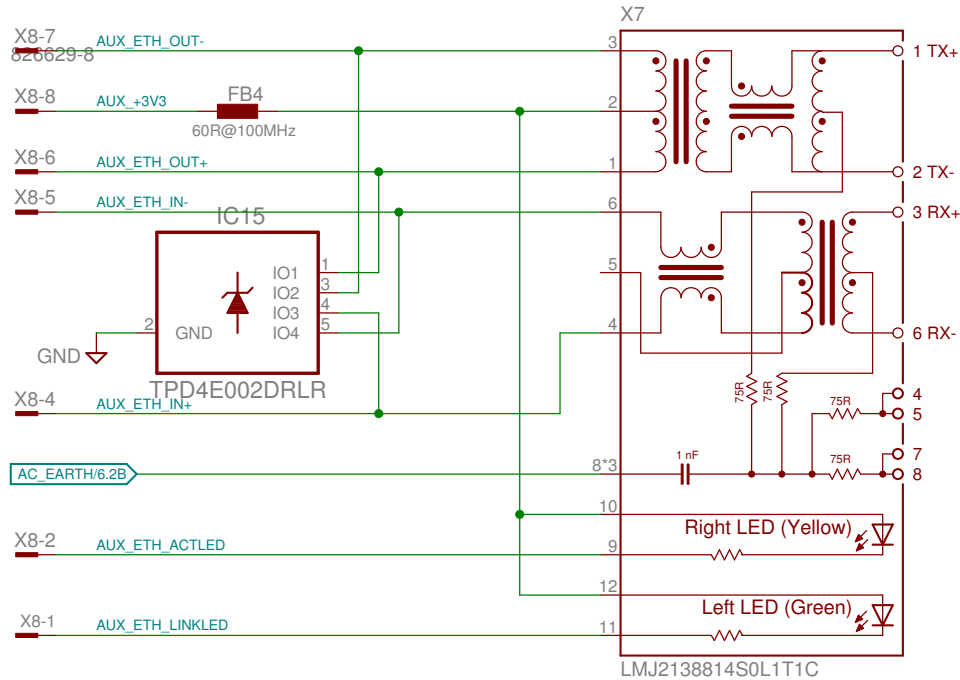 X7
X8-7
826629-8
AUX_ETH_OUT-
3
1 TX+
X8-8
AUX_+3V3
FB4
60R@100MHz
2
X8-6
AUX_ETH_OUT+
1
2 TX-
X8-5
AUX_ETH_IN-
6
3 RX+
IC15
5
IO1
1
IO2
3
IO3
4
IO4
5
2
GND
GND
4
6 RX-
TPD4E002DRLR
X8-4
AUX_ETH_IN+
75R
75R
75R
4
5
AC_EARTH/6.2B
8*3
1 nF
75R
7
8
10
Right LED (Yellow)
X8-2
AUX_ETH_ACTLED
9
12
Left LED (Green)
X8-1
AUX_ETH_LINKLED
11
LMJ2138814S0L1T1C